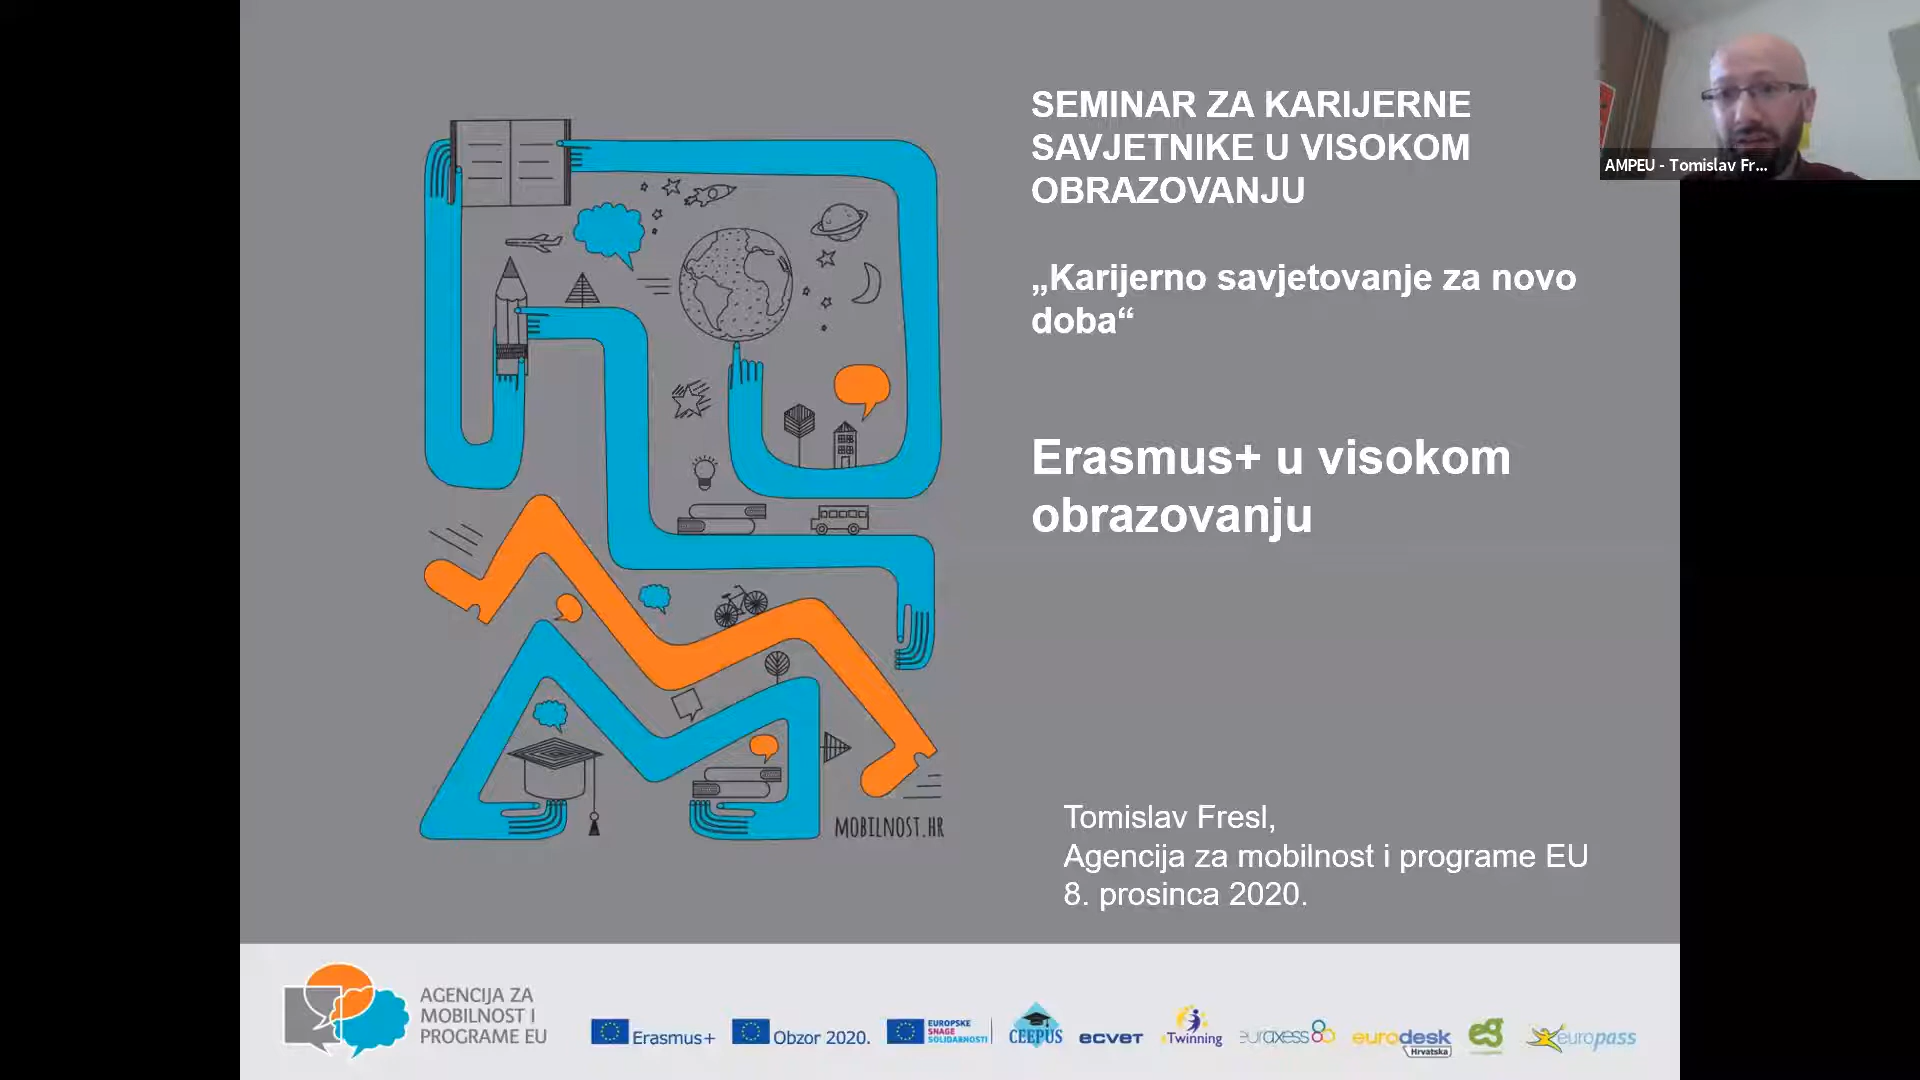 SEMINAR ZA KARIJERNE
SAVJETNIKE U VISOKOM
OBRAZOVANJU
„Karijerno savjetovanje za novo
doba“
Erasmus+ u visokom
obrazovanju
AMPEU - Tomislav Fr...
MOBILNOST.HR
Tomislav Fresl,
Agencija za mobilnost i programe EU
8. prosinca 2020.
AGENCIJA ZA
MOBILNOST I
PROGRAME EU
Erasmus+
Obzor 2020.
EUROPSKE
SNAGE
SOLIDARNOSTI
CEEPUS
ecvet
eTwinning
euraxess
eurodesk
Hrvatska
europass